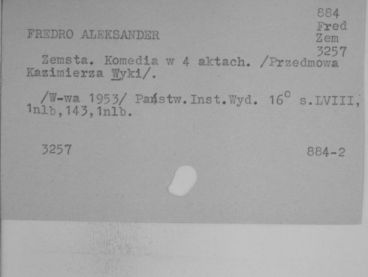 884
Fred
FREDRO ALEKSANDER
Zem
3257
Zemsta. Komedia w 4 aktach. /Przedmowa
Kazimierza Wyki/.
/W-wa 1953/ Państw.Inst.Wyd. 16° s.LVIII,
1nlb,143,1nlb.
3257 884-2